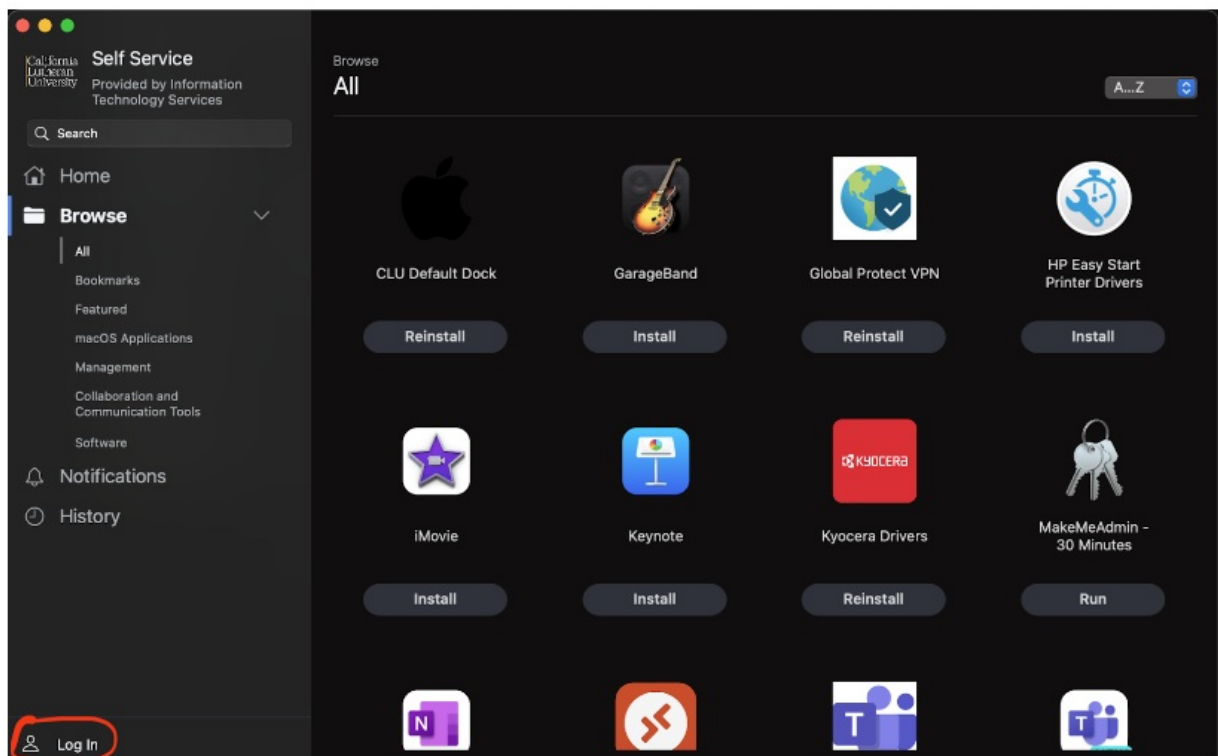 California
Lutheran
University
Self Service
Provided by Information
Technology Services
Search
Home
Browse
All
Bookmarks
Featured
macOS Applications
Management
Collaboration and
Communication Tools
Software
Notifications
History
Log In
Browse
All
A...Z
CLU Default Dock
GarageBand
Global Protect VPN
HP Easy Start
Printer Drivers
Reinstall
Install
Reinstall
Install
KYOCERA
iMovie
Keynote
Kyocera Drivers
MakeMeAdmin -
30 Minutes
Install
Install
Reinstall
Run
N
T
T